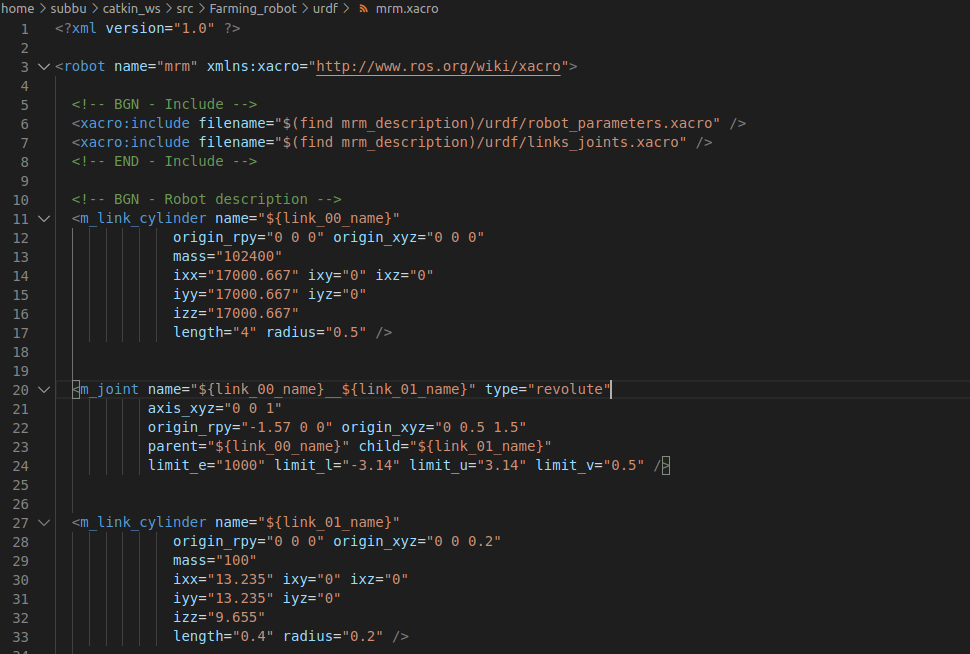 home > subbu > catkin_ws > src > Farming_robot > urdf > mrm.xacro
1 <?xml version="1.0" ?>
2
3 <robot name="mrm" xmlns:xacro="http://www.ros.org/wiki/xacro">
4
5 <!-- BGN - Include -->
6 <xacro:include filename="$(find mrm_description)/urdf/robot_parameters.xacro" />
7 <xacro:include filename="$(find mrm_description)/urdf/links_joints.xacro" />
8 <!-- END - Include -->
9
10 <!-- BGN - Robot description -->
11 <m_link_cylinder name="${link_00_name}"
12 origin_rpy="0 0 0" origin_xyz="0 0 0"
13 mass="102400"
14 ixx="17000.667" ixy="0" ixz="0"
15 iyy="17000.667" iyz="0"
16 izz="17000.667"
17 length="4" radius="0.5" />
18
19
20 <m_joint name="${link_00_name}__${link_01_name}" type="revolute"
21 axis_xyz="0 0 1"
22 origin_rpy="-1.57 0 0" origin_xyz="0 0.5 1.5"
23 parent="${link_00_name}" child="${link_01_name}"
24 limit_e="1000" limit_l="-3.14" limit_u="3.14" limit_v="0.5" />
25
26
27 <m_link_cylinder name="${link_01_name}"
28 origin_rpy="0 0 0" origin_xyz="0 0 0.2"
29 mass="100"
30 ixx="13.235" ixy="0" ixz="0"
31 iyy="13.235" iyz="0"
32 izz="9.655"
33 length="0.4" radius="0.2" />